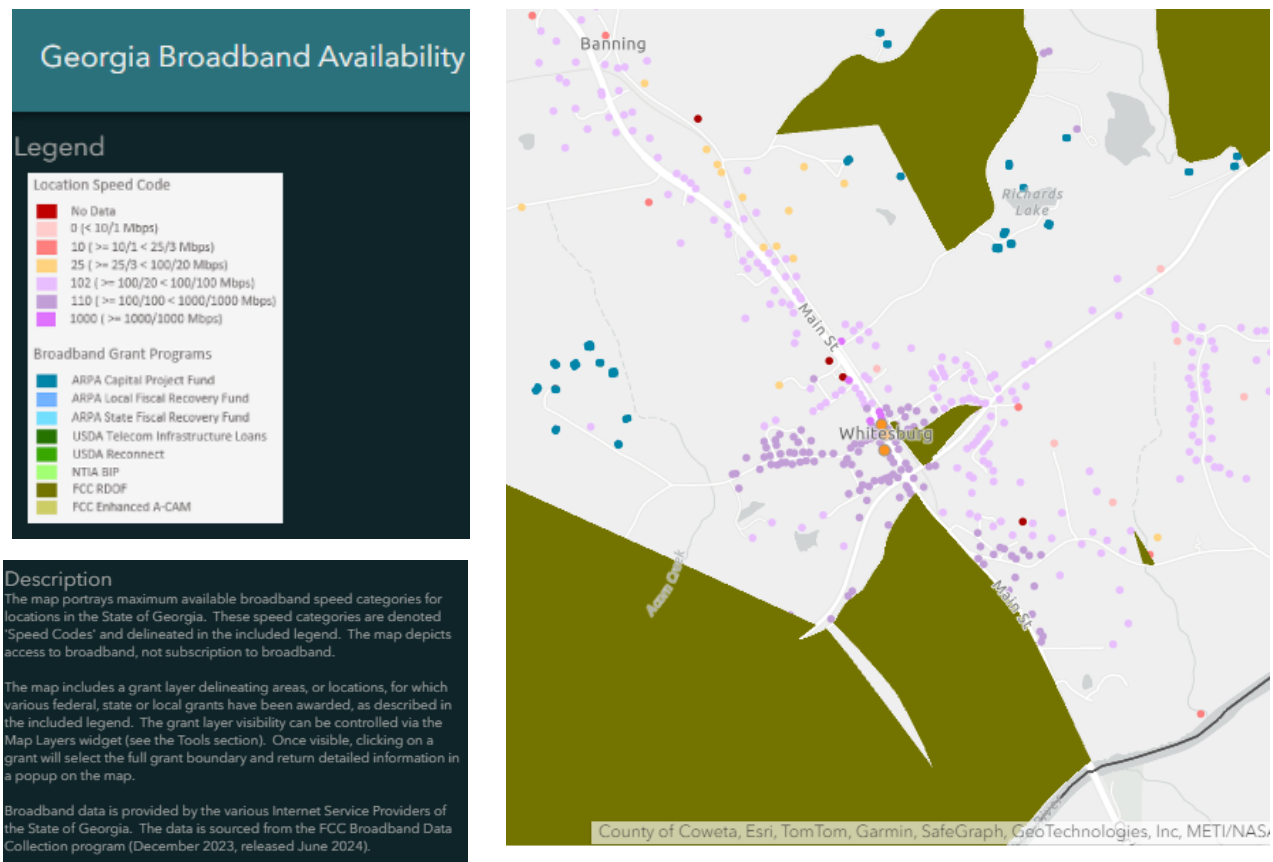 Georgia Broadband Availability
Legend
Location Speed Code
No Data
0 (< 10/1 Mbps)
10 ( >= 10/1 < 25/3 Mbps)
25 ( >= 25/3 < 100/20 Mbps)
102 ( >= 100/20 < 100/100 Mbps)
110 ( >= 100/100 < 1000/1000 Mbps)
1000 ( >= 1000/1000 Mbps)
Broadband Grant Programs
ARPA Capital Project Fund
ARPA Local Fiscal Recovery Fund
ARPA State Fiscal Recovery Fund
USDA Telecom Infrastructure Loans
USDA Reconnect
NTIA BIP
FCC RDOF
FCC Enhanced A-CAM
Description
The map portrays maximum available broadband speed categories for
locations in the State of Georgia. These speed categories are denoted
'Speed Codes' and delineated in the included legend. The map depicts
access to broadband, not subscription to broadband.
The map includes a grant layer delineating areas, or locations, for which
various federal, state or local grants have been awarded, as described in
the included legend. The grant layer visibility can be controlled via the
Map Layers widget (see the Tools section). Once visible, clicking on a
grant will select the full grant boundary and return detailed information in
a popup on the map.
Broadband data is provided by the various Internet Service Providers of
the State of Georgia. The data is sourced from the FCC Broadband Data
Collection program (December 2023, released June 2024).
Banning
Richards
Lake
Main St
Whitesburg
Acorn Creek
Main St
County of Coweta, Esri, TomTom, Garmin, SafeGraph, GeoTechnologies, Inc, METI/NASA